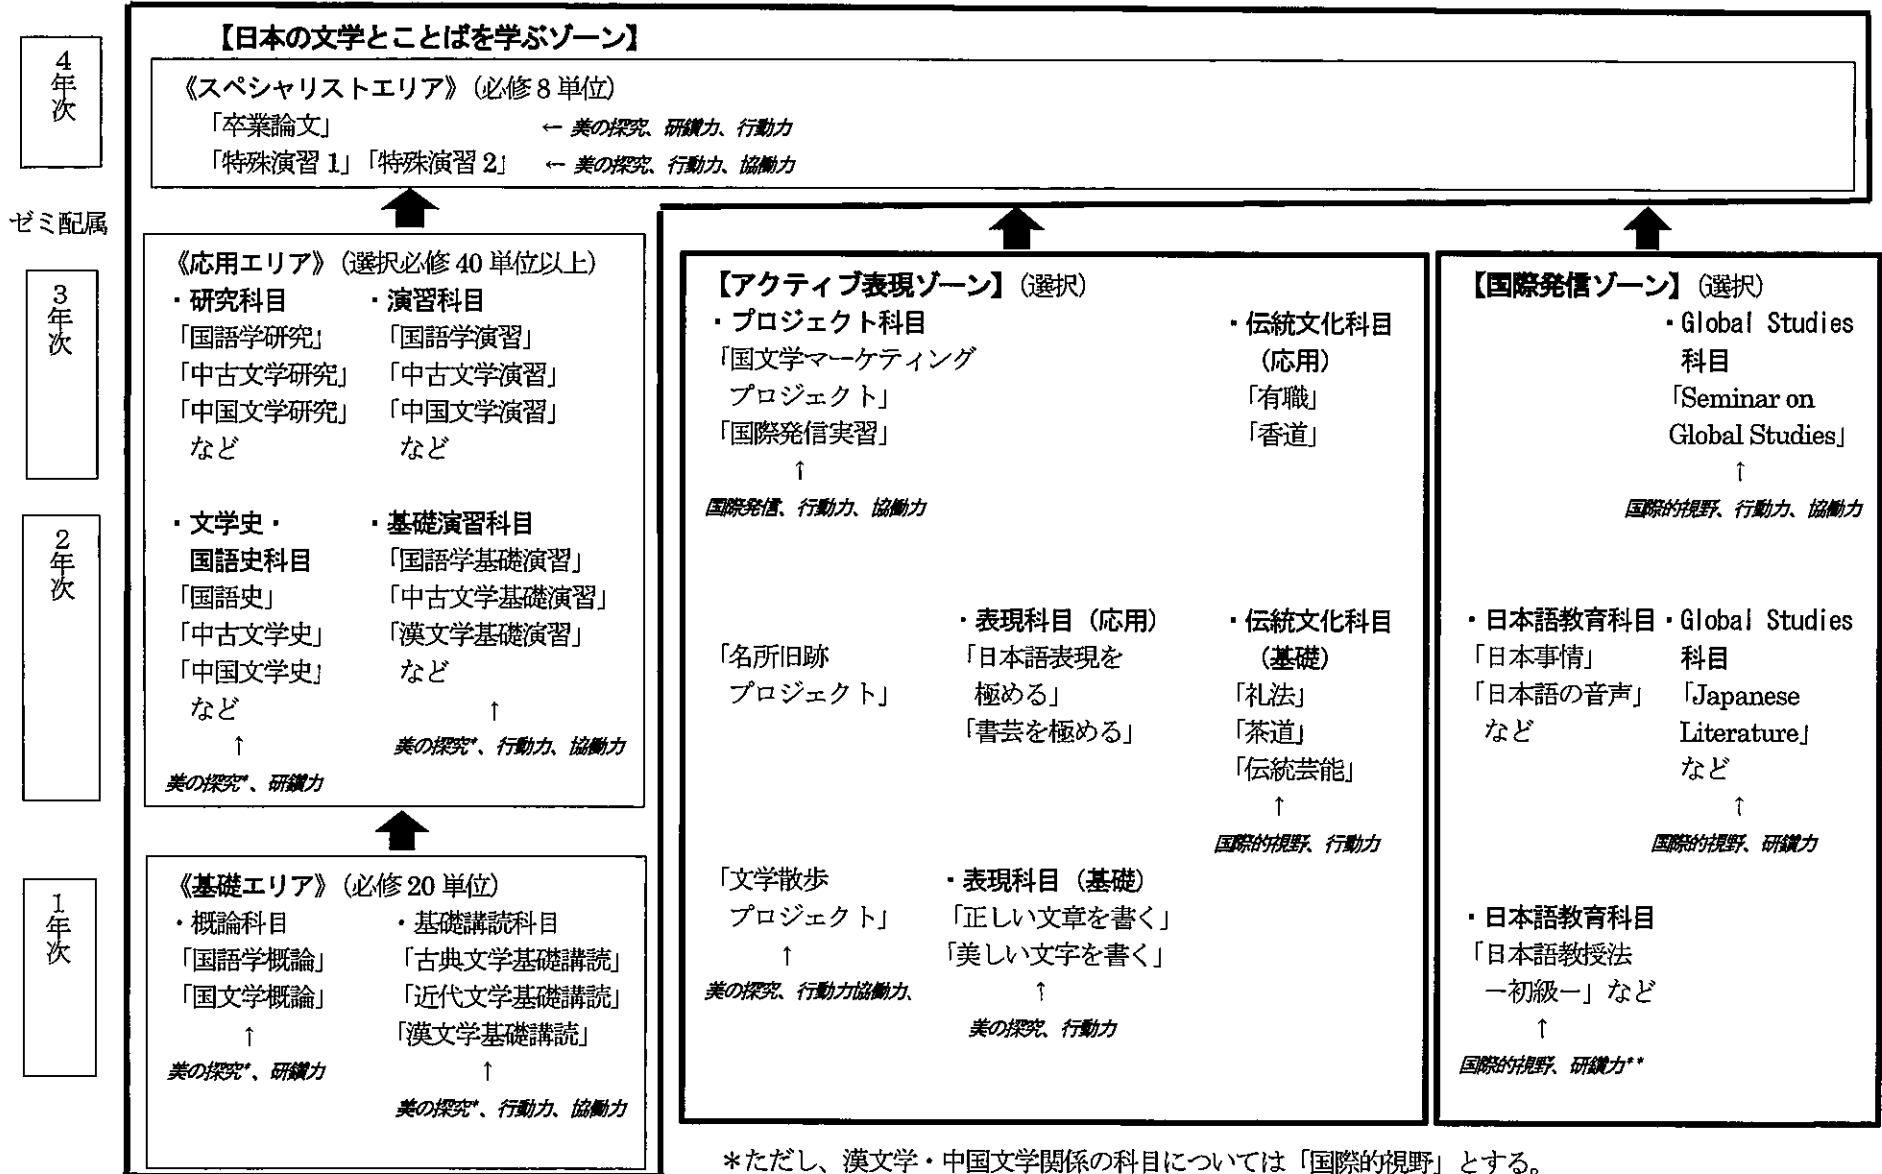 【日本の文学とことばを学ぶゾーン】
4年次
《スペシャリストエリア》(必修8単位)
「卒業論文」 ← 美の探究、研鑽力、行動力
「特殊演習1」「特殊演習2」 ← 美の探究、行動力、協働力
ゼミ配属
3年次
《応用エリア》(選択必修40単位以上)
・研究科目 ・演習科目
「国語学研究」 「国語学演習」
「中古文学研究」 「中古文学演習」
「中国文学研究」 「中国文学演習」
など など
2年次
・文学史・ ・基礎演習科目
国語史科目 「国語学基礎演習」
「国語史」 「中古文学基礎演習」
「中古文学史」 「漢文学基礎演習」
「中国文学史」 など
など ↑
↑ 美の探究*、行動力、協働力
美の探究*、研鑽力
1年次
《基礎エリア》(必修20単位)
・概論科目 ・基礎講読科目
「国語学概論」 「古典文学基礎講読」
「国文学概論」 「近代文学基礎講読」
↑ 「漢文学基礎講読」
美の探究*、研鑽力 ↑
美の探究*、行動力、協働力
【アクティブ表現ゾーン】(選択)
・プロジェクト科目 ・伝統文化科目
「国文学マーケティング (応用)
プロジェクト」 「有職」
「国際発信実習」 「香道」
↑
国際発信、行動力、協働力
・表現科目(応用) ・伝統文化科目
「名所旧跡 「日本語表現を (基礎)
プロジェクト」 極める」 「礼法」
「書芸を極める」 「茶道」
「伝統芸能」
↑
国際的視野、行動力
「文学散歩 ・表現科目(基礎)
プロジェクト」 「正しい文章を書く」
↑ 「美しい文字を書く」
美の探究、行動力協働力、 ↑
美の探究、行動力
【国際発信ゾーン】(選択)
・Global Studies
科目
「Seminar on
Global Studies」
↑
国際的視野、行動力、協働力
・日本語教育科目 ・Global Studies
「日本事情」 科目
「日本語の音声」 「Japanese
など Literature」
など
↑
国際的視野、研鑽力
・日本語教育科目
「日本語教授法
ー初級ー」など
↑
国際的視野、研鑽力**
＊ただし、漢文学・中国文学関係の科目については「国際的視野」とする。